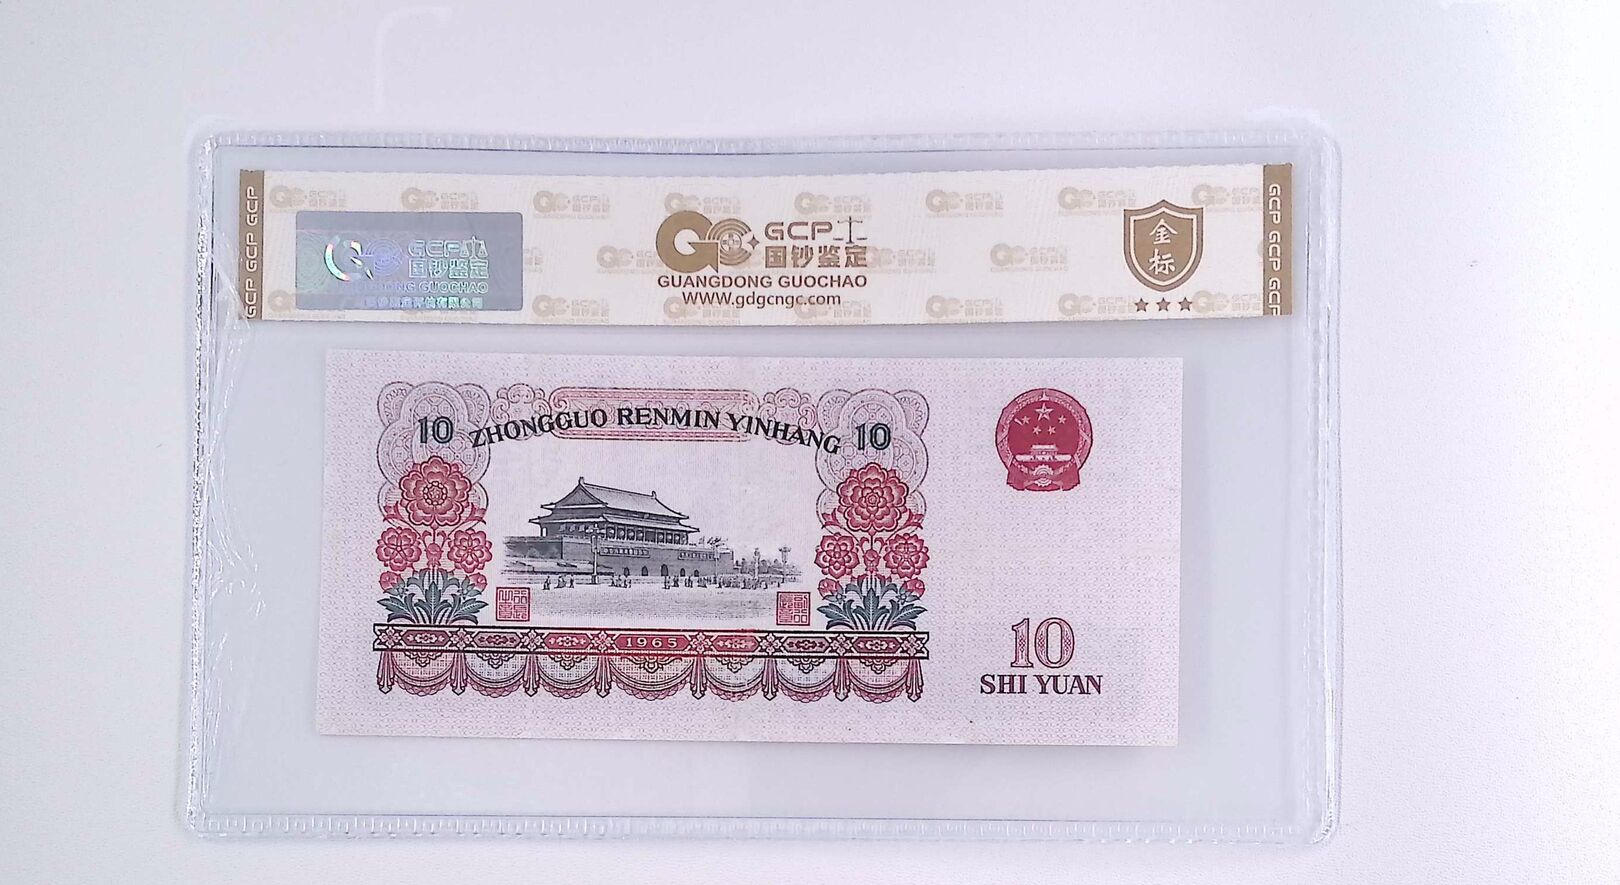 GCP GCP GCP
GCP
国钞鉴定
GUANGDONG GUOCHAO
GCP
国钞鉴定
GUANGDONG GUOCHAO
www.gdgcngc.com
金
标
GCP GCP GCP
10 ZHONGGUO RENMIN YINHANG 10
1965
10
SHI YUAN